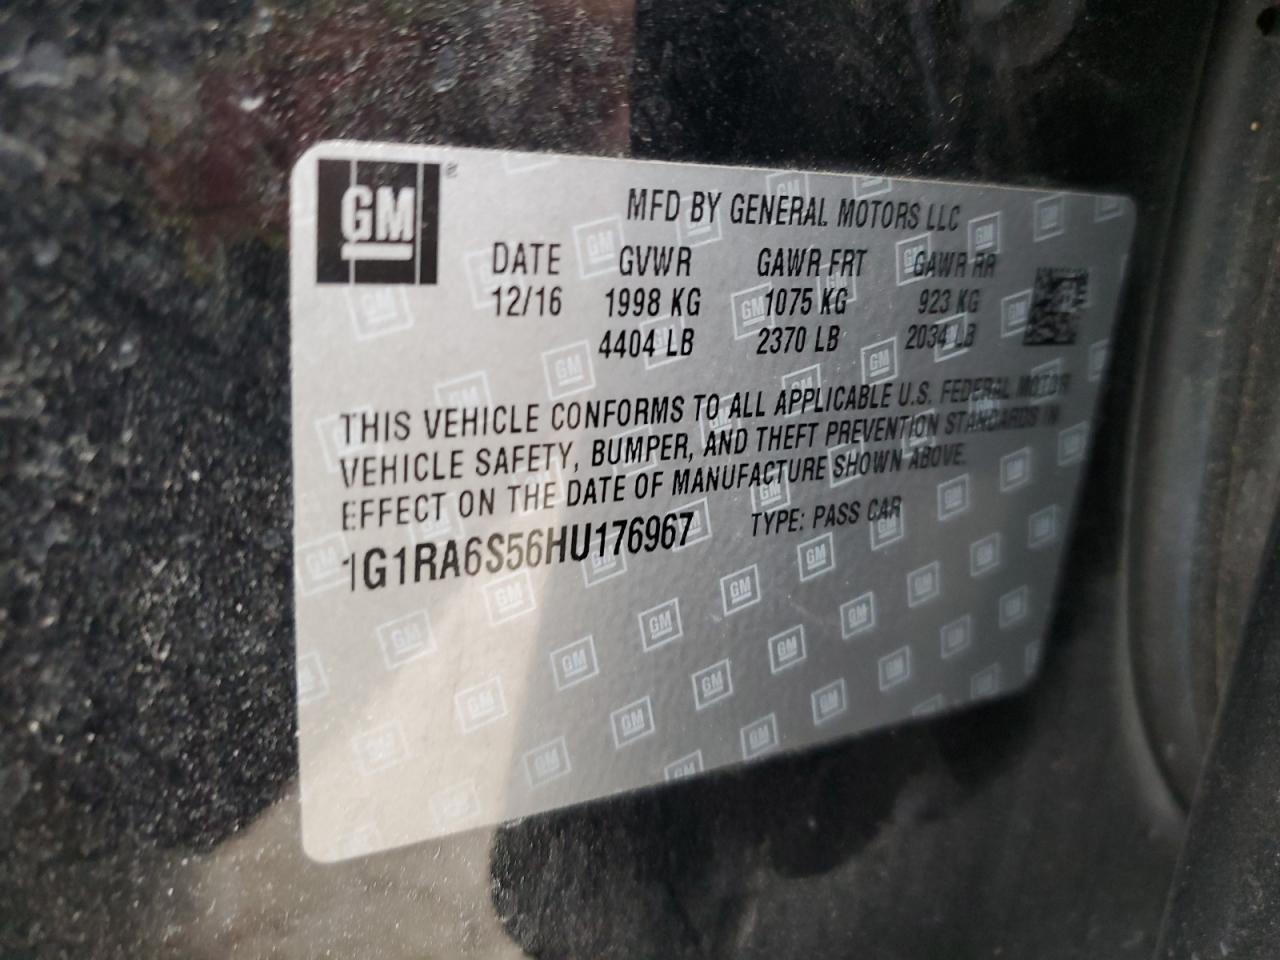 GM
MFD BY GENERAL MOTORS LLC
DATE GVWR GAWR FRT GAWR RR
12/16 1998 KG 1075 KG 923 KG
4404 LB 2370 LB 2034 LB
THIS VEHICLE CONFORMS TO ALL APPLICABLE U.S. FEDERAL MOTOR
VEHICLE SAFETY, BUMPER, AND THEFT PREVENTION STANDARDS IN
EFFECT ON THE DATE OF MANUFACTURE SHOWN ABOVE.
1G1RA6S56HU176967 TYPE: PASS CAR